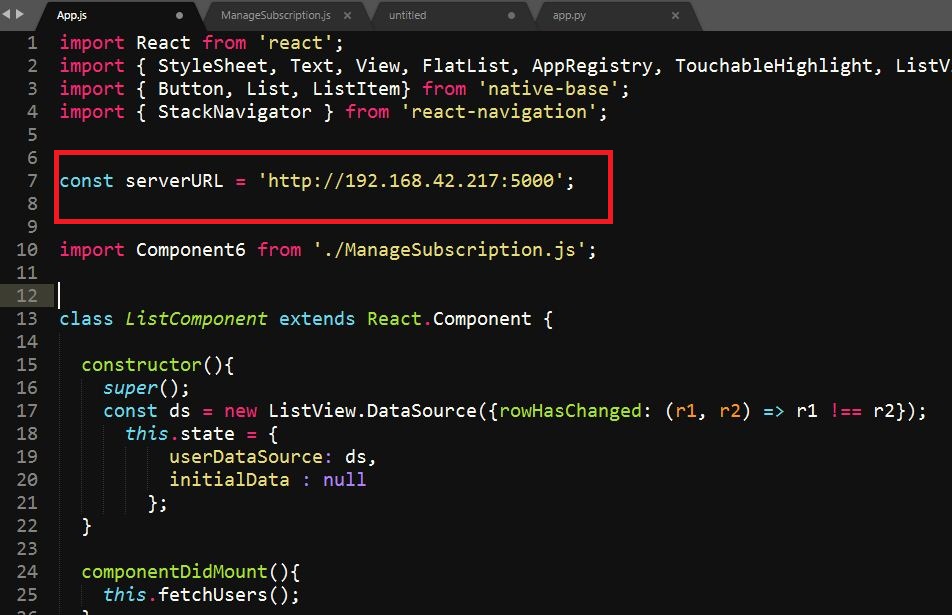 App.js ManageSubscription.js untitled app.py
1 import React from 'react';
2 import { StyleSheet, Text, View, FlatList, AppRegistry, TouchableHighlight, ListV
3 import { Button, List, ListItem} from 'native-base';
4 import { StackNavigator } from 'react-navigation';
5
6
7 const serverURL = 'http://192.168.42.217:5000';
8
9
10 import Component6 from './ManageSubscription.js';
11
12
13 class ListComponent extends React.Component {
14
15 constructor(){
16 super();
17 const ds = new ListView.DataSource({rowHasChanged: (r1, r2) => r1 !== r2});
18 this.state = {
19 userDataSource: ds,
20 initialData : null
21 };
22 }
23
24 componentDidMount(){
25 this.fetchUsers();